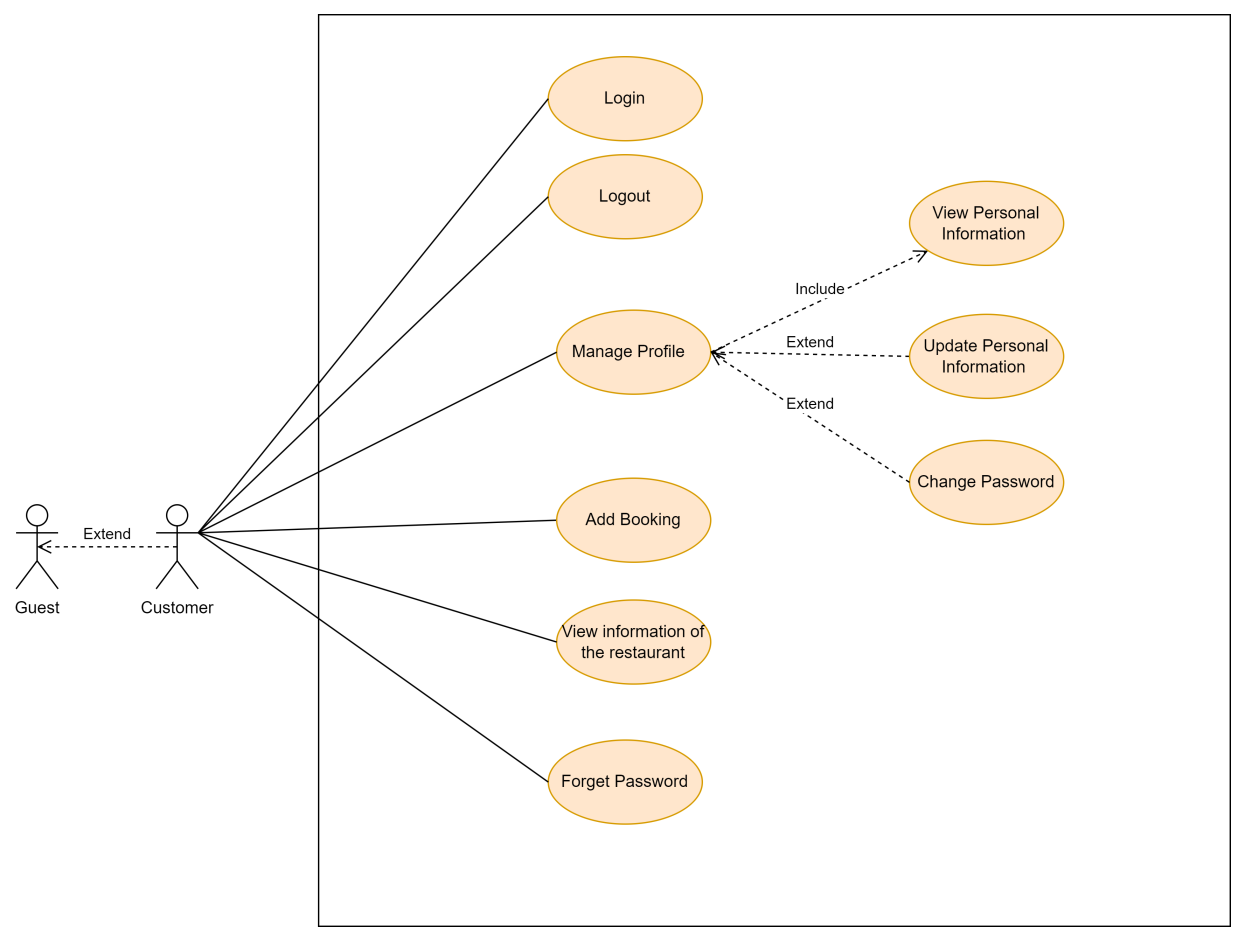 Login
Logout
View Personal
Information
Include
Manage Profile
Extend
Update Personal
Information
Extend
Change Password
Add Booking
Extend
Guest
Customer
View information of
the restaurant
Forget Password